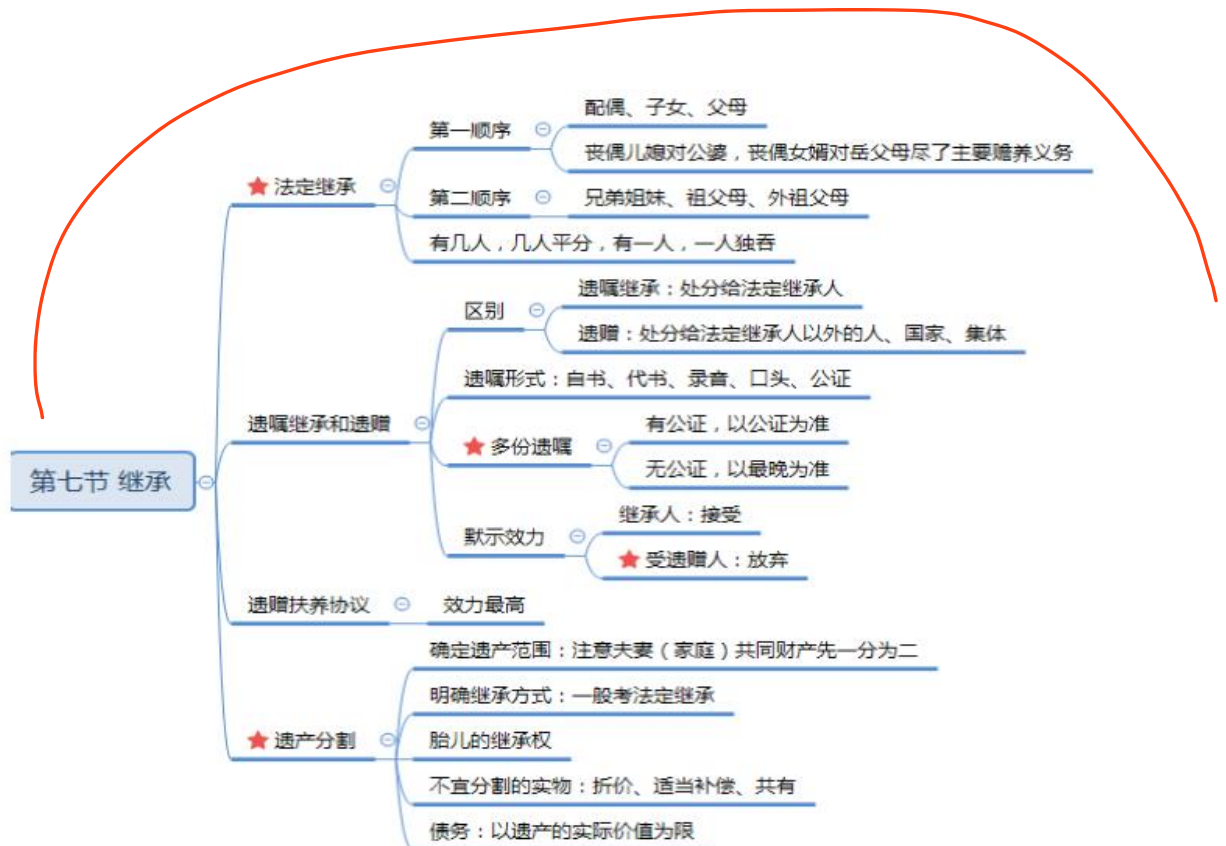 第七节 继承
法定继承
第一顺序
配偶、子女、父母
丧偶儿媳对公婆，丧偶女婿对岳父母尽了主要赡养义务
第二顺序
兄弟姐妹、祖父母、外祖父母
有几人，几人平分，有一人，一人独吞
遗嘱继承和遗赠
区别
遗嘱继承：处分给法定继承人
遗赠：处分给法定继承人以外的人、国家、集体
遗嘱形式：自书、代书、录音、口头、公证
多份遗嘱
有公证，以公证为准
无公证，以最晚为准
默示效力
继承人：接受
受遗赠人：放弃
遗赠扶养协议
效力最高
遗产分割
确定遗产范围：注意夫妻（家庭）共同财产先一分为二
明确继承方式：一般考法定继承
胎儿的继承权
不宜分割的实物：折价、适当补偿、共有
债务：以遗产的实际价值为限